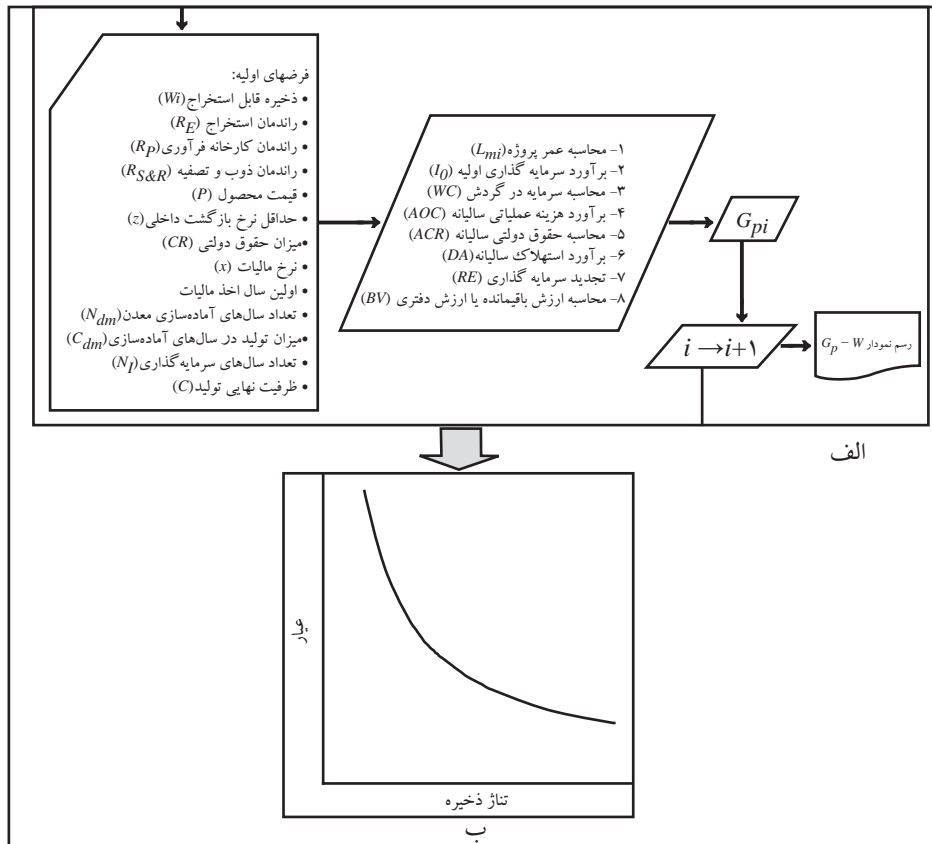 فرضهای اولیه:
• ذخیره قابل استخراج(Wi)
• راندمان استخراج (R_E)
• راندمان کارخانه فرآوری(R_P)
• راندمان ذوب و تصفیه (R_S&R)
• قیمت محصول (P)
• حداقل نرخ بازگشت داخلی(z)
•میزان حقوق دولتی (CR)
• نرخ مالیات (x)
• اولین سال اخذ مالیات
• تعداد سال‌های آماده‌سازی معدن(N_dm)
•میزان تولید در سال‌های آماده‌سازی(C_dm)
• تعداد سال‌های سرمایه‌گذاری(N_I)
• ظرفیت نهایی تولید(C)
۱- محاسبه عمر پروژه(L_mi)
۲- برآورد سرمایه گذاری اولیه (I_0)
۳- محاسبه سرمایه در گردش (WC)
۴- برآورد هزینه عملیاتی سالیانه (AOC)
۵- محاسبه حقوق دولتی سالیانه (ACR)
۶- برآورد استهلاک سالیانه(DA)
۷- تجدید سرمایه گذاری (RE)
۸- محاسبه ارزش باقیمانده یا ارزش دفتری (BV)
G_pi
i →i+۱
رسم نمودار G_p – W
الف
عیار
تناژ ذخیره
ب